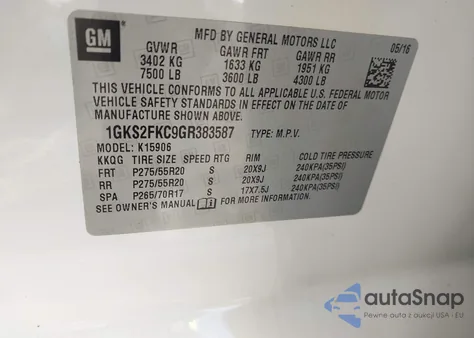 GM
MFD BY GENERAL MOTORS LLC
05/16
GVWR GAWR FRT GAWR RR
3402 KG 1633 KG 1951 KG
7500 LB 3600 LB 4300 LB
THIS VEHICLE CONFORMS TO ALL APPLICABLE U.S. FEDERAL MOTOR
VEHICLE SAFETY STANDARDS IN EFFECT ON THE DATE OF
MANUFACTURE SHOWN ABOVE.
1GKS2FKC9GR383587 TYPE: M.P.V.
MODEL: K15906
KKQG TIRE SIZE SPEED RTG RIM COLD TIRE PRESSURE
FRT P275/55R20 S 20X9J 240KPA(35PSI)
RR P275/55R20 S 20X9J 240KPA(35PSI)
SPA P265/70R17 S 17X7.5J 240KPA(35PSI)
SEE OWNER'S MANUAL FOR MORE INFORMATION.
autoSnap
Pewne auta z dojazdem USA - EU